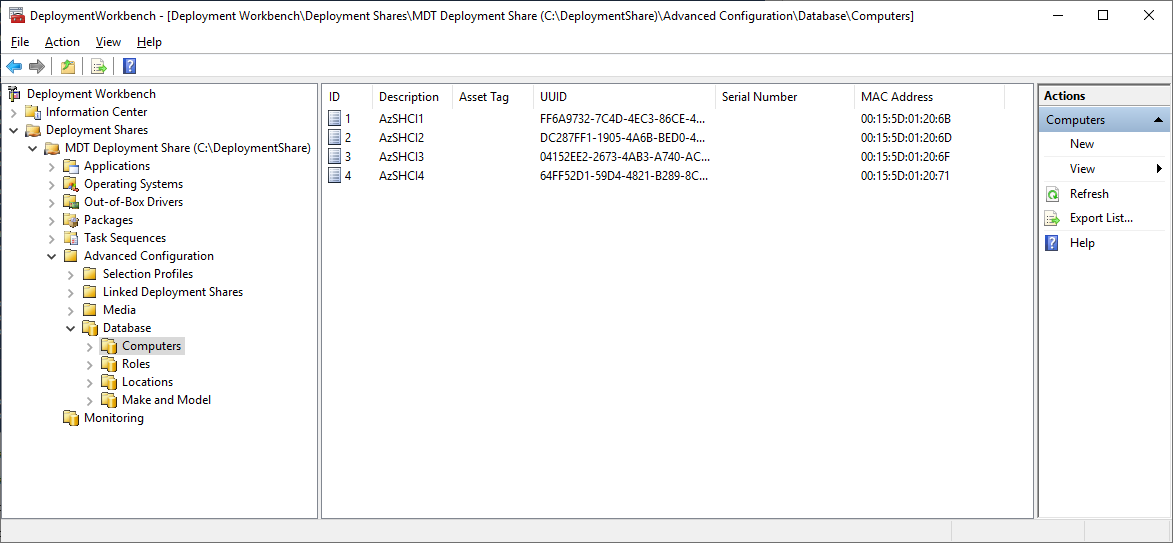 DeploymentWorkbench - [Deployment Workbench\Deployment Shares\MDT Deployment Share (C:\DeploymentShare)\Advanced Configuration\Database\Computers]
File Action View Help
Deployment Workbench
Information Center
Deployment Shares
MDT Deployment Share (C:\DeploymentShare)
Applications
Operating Systems
Out-of-Box Drivers
Packages
Task Sequences
Advanced Configuration
Selection Profiles
Linked Deployment Shares
Media
Database
Computers
Roles
Locations
Make and Model
Monitoring
ID Description Asset Tag UUID Serial Number MAC Address
1 AzSHCI1 FF6A9732-7C4D-4EC3-86CE-4... 00:15:5D:01:20:6B
2 AzSHCI2 DC287FF1-1905-4A6B-BED0-4... 00:15:5D:01:20:6D
3 AzSHCI3 04152EE2-2673-4AB3-A740-AC... 00:15:5D:01:20:6F
4 AzSHCI4 64FF52D1-59D4-4821-B289-8C... 00:15:5D:01:20:71
Actions
Computers
New
View
Refresh
Export List...
Help